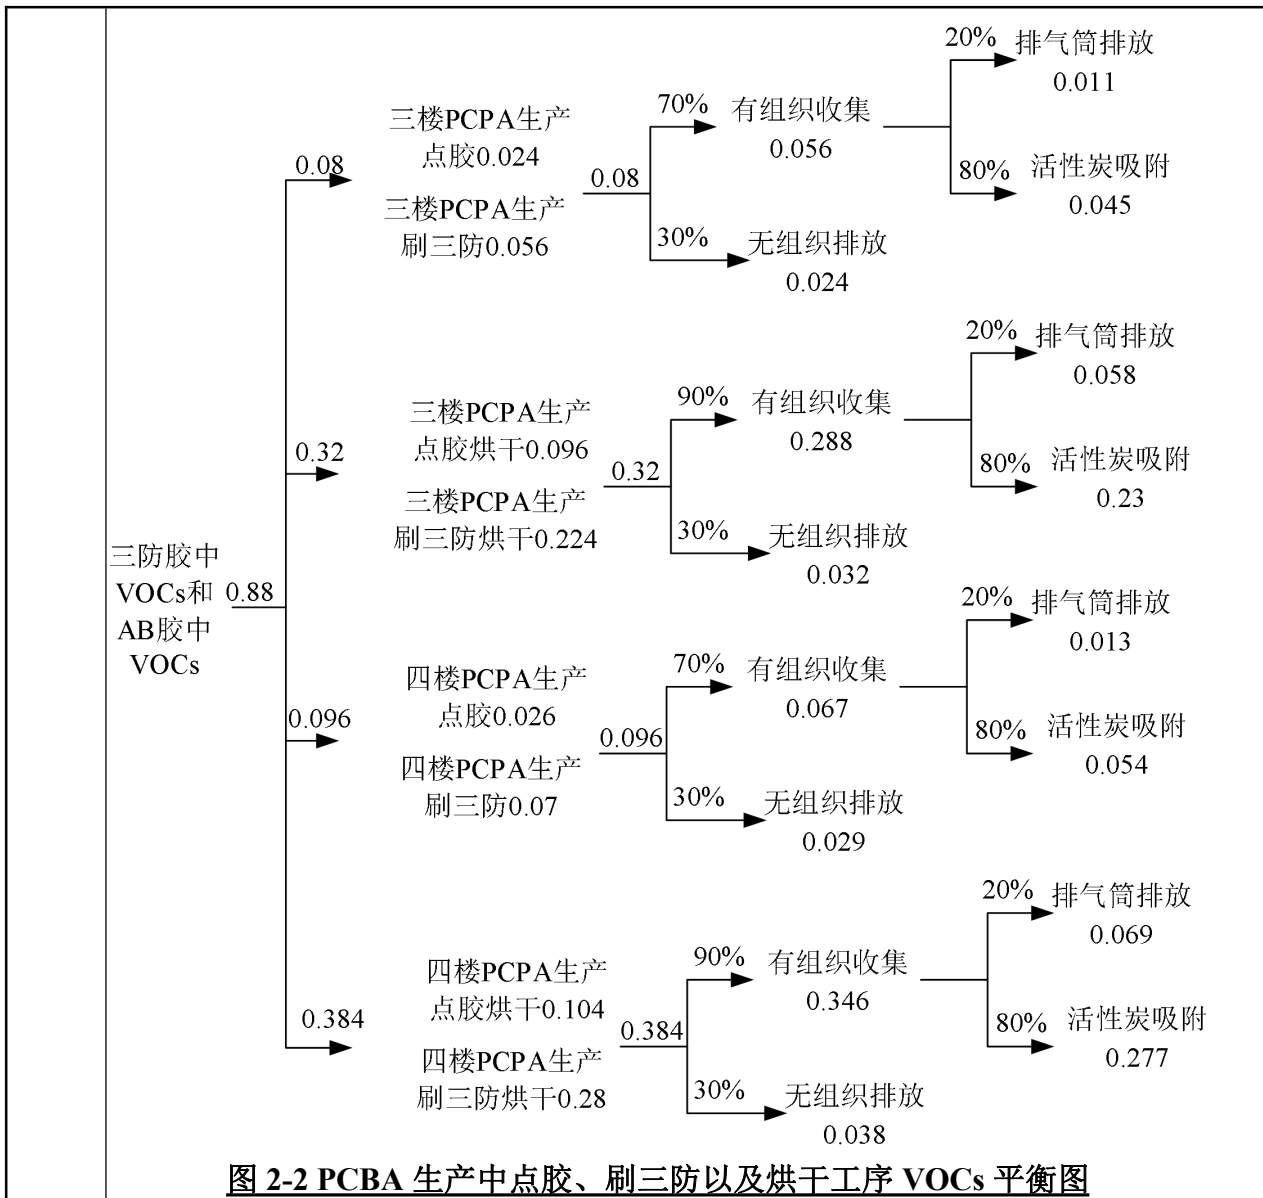 三防胶中
VOCs和
AB胶中
VOCs
0.88
0.08
三楼PCPA生产
点胶0.024
三楼PCPA生产
刷三防0.056
0.08
70%
有组织收集
0.056
20%
排气筒排放
0.011
80%
活性炭吸附
0.045
30%
无组织排放
0.024
0.32
三楼PCPA生产
点胶烘干0.096
三楼PCPA生产
刷三防烘干0.224
0.32
90%
有组织收集
0.288
20%
排气筒排放
0.058
80%
活性炭吸附
0.23
30%
无组织排放
0.032
0.096
四楼PCPA生产
点胶0.026
四楼PCPA生产
刷三防0.07
0.096
70%
有组织收集
0.067
20%
排气筒排放
0.013
80%
活性炭吸附
0.054
30%
无组织排放
0.029
0.384
四楼PCPA生产
点胶烘干0.104
四楼PCPA生产
刷三防烘干0.28
0.384
90%
有组织收集
0.346
20%
排气筒排放
0.069
80%
活性炭吸附
0.277
30%
无组织排放
0.038
图 2-2 PCBA 生产中点胶、刷三防以及烘干工序 VOCs 平衡图